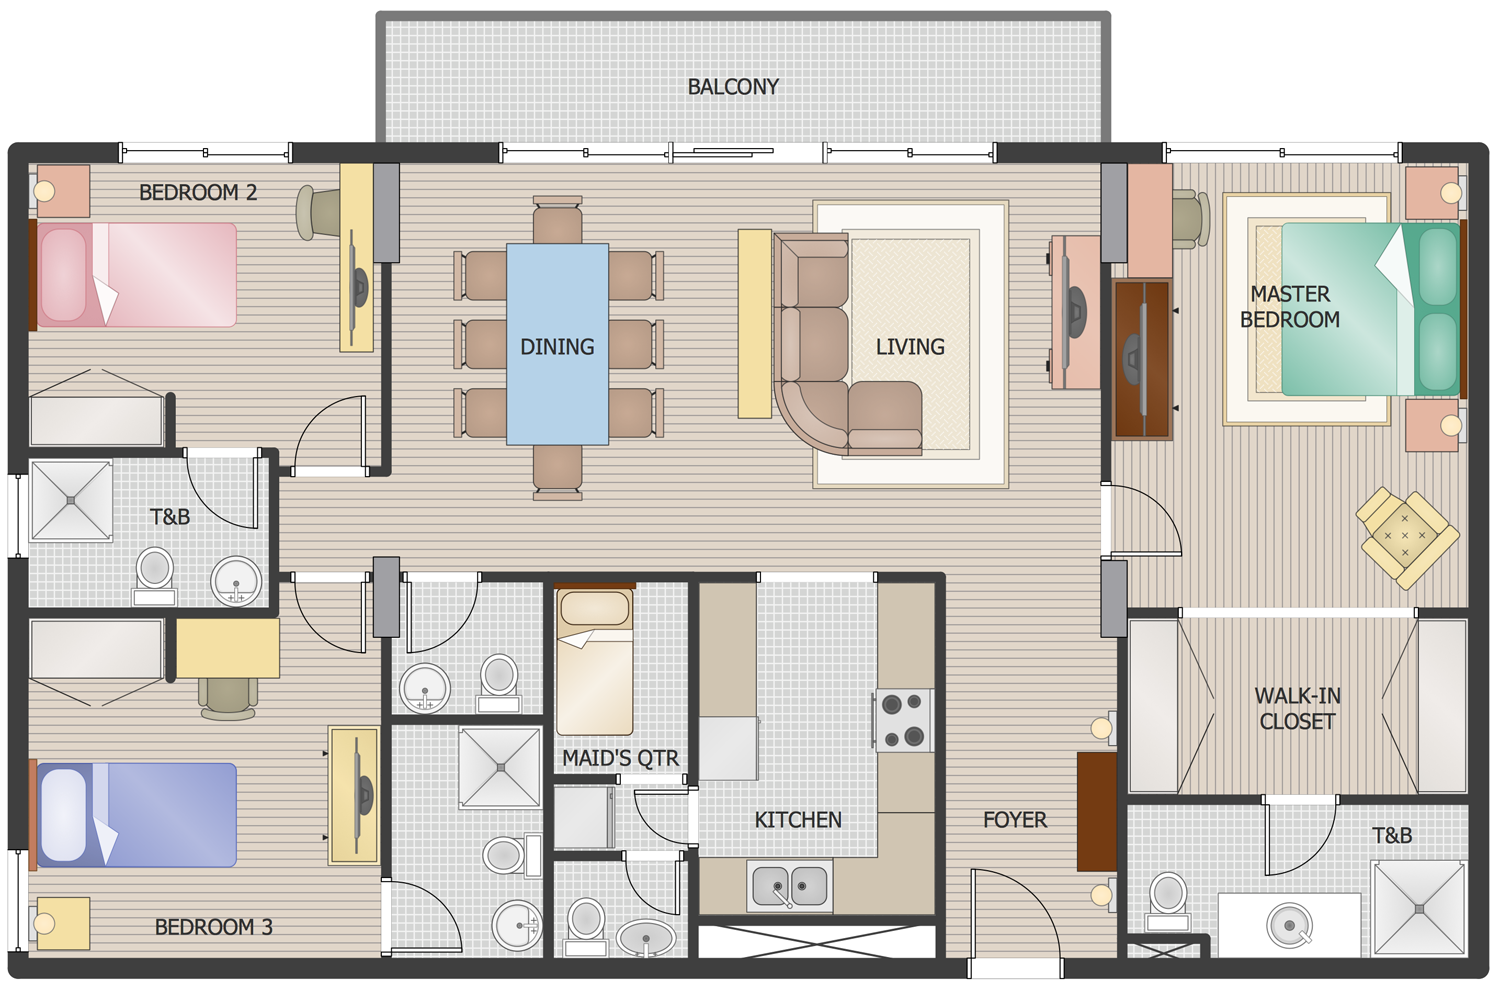 BALCONY
BEDROOM 2
MASTER
BEDROOM
DINING
LIVING
T&B
WALK-IN
CLOSET
MAID'S QTR
KITCHEN
FOYER
T&B
BEDROOM 3